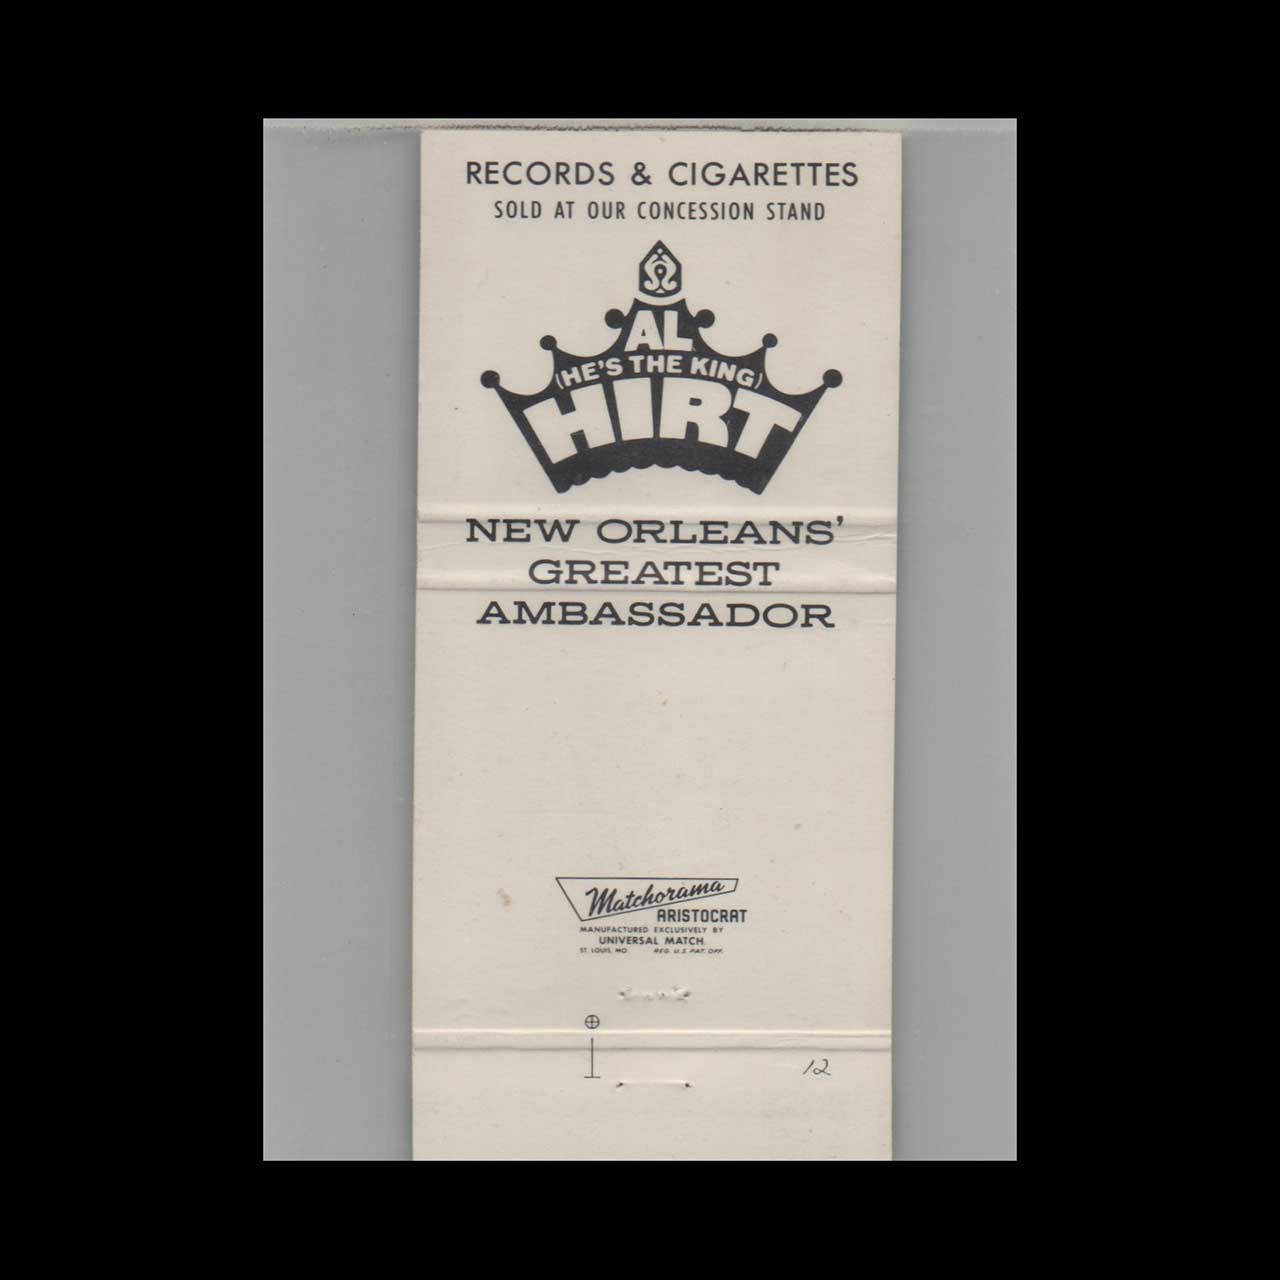 RECORDS & CIGARETTES
SOLD AT OUR CONCESSION STAND
AL
(HE'S THE KING)
HIRT
NEW ORLEANS'
GREATEST
AMBASSADOR
Matchorama
ARISTOCRAT
MANUFACTURED EXCLUSIVELY BY
UNIVERSAL MATCH
ST. LOUIS, MO. REG. U.S. PAT. OFF.
12